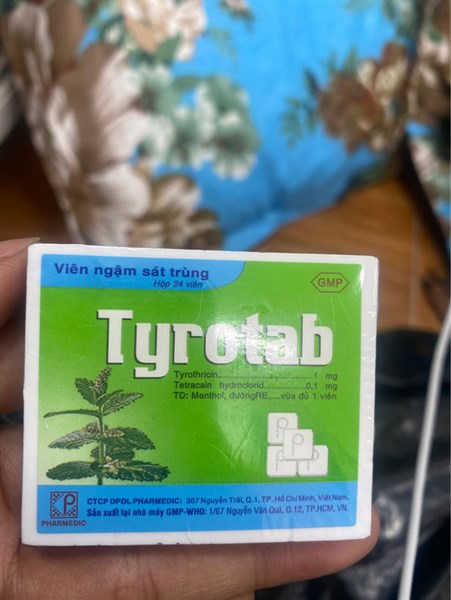 Viên ngậm sát trùng
Hộp 24 viên
GMP
Tyrotab
Tyrothricin....................................1 mg
Tetracain hydroclorid................0,1 mg
TD: Menthol, đườngRE,....vừa đủ 1 viên
P
P
P
P
PHARMEDIC
CTCP DPDL PHARMEDIC: 367 Nguyễn Trãi, Q.1, TP. Hồ Chí Minh, Việt Nam.
Sản xuất tại nhà máy GMP-WHO: 1/67 Nguyễn Văn Quá, Q.12, TP.HCM, VN.